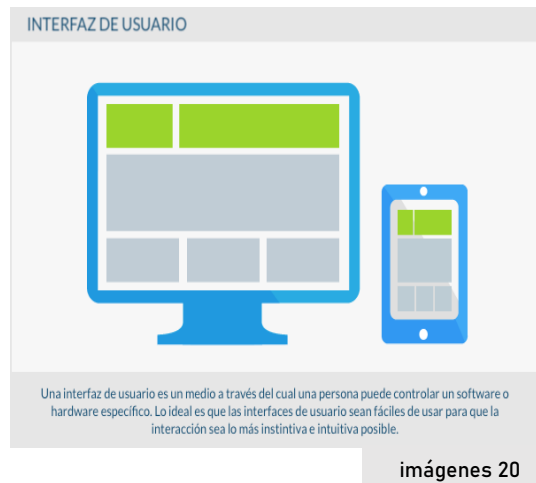 INTERFAZ DE USUARIO
Una interfaz de usuario es un medio a través del cual una persona puede controlar un software o
hardware específico. Lo ideal es que las interfaces de usuario sean fáciles de usar para que la
interacción sea lo más instintiva e intuitiva posible.
imágenes 20